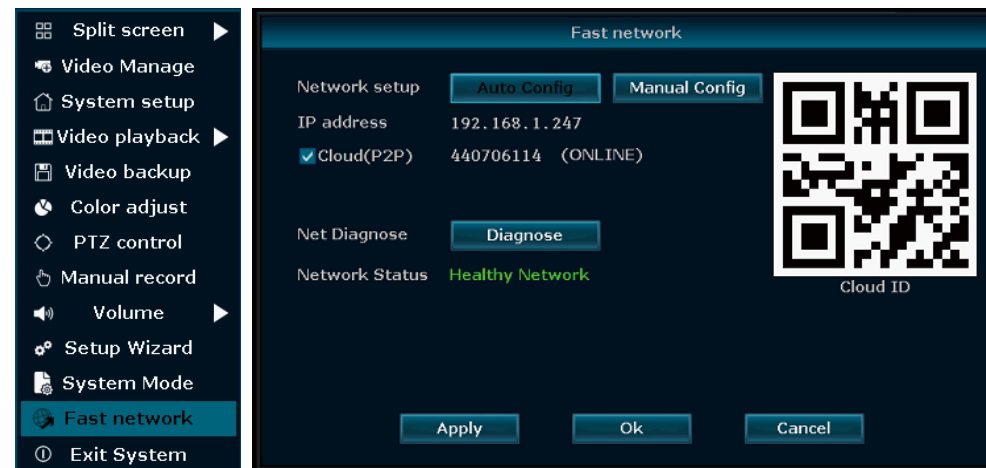 Split screen
Video Manage
System setup
Video playback
Video backup
Color adjust
PTZ control
Manual record
Volume
Setup Wizard
System Mode
Fast network
Exit System
Fast network
Network setup Auto Config Manual Config
IP address 192.168.1.247
Cloud(P2P) 440706114 (ONLINE)
Net Diagnose Diagnose
Network Status Healthy Network
Cloud ID
Apply Ok Cancel